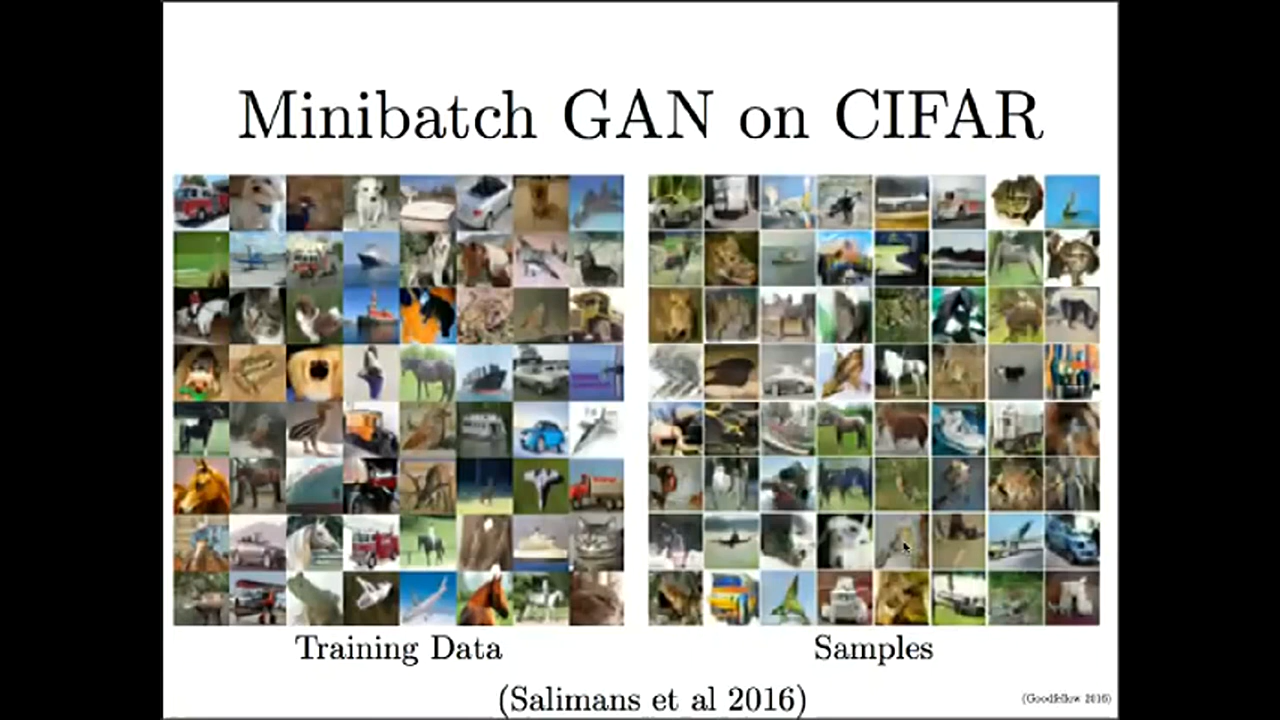 Minibatch GAN on CIFAR
Training Data
Samples
(Salimans et al 2016)
(Goodfellow 2016)